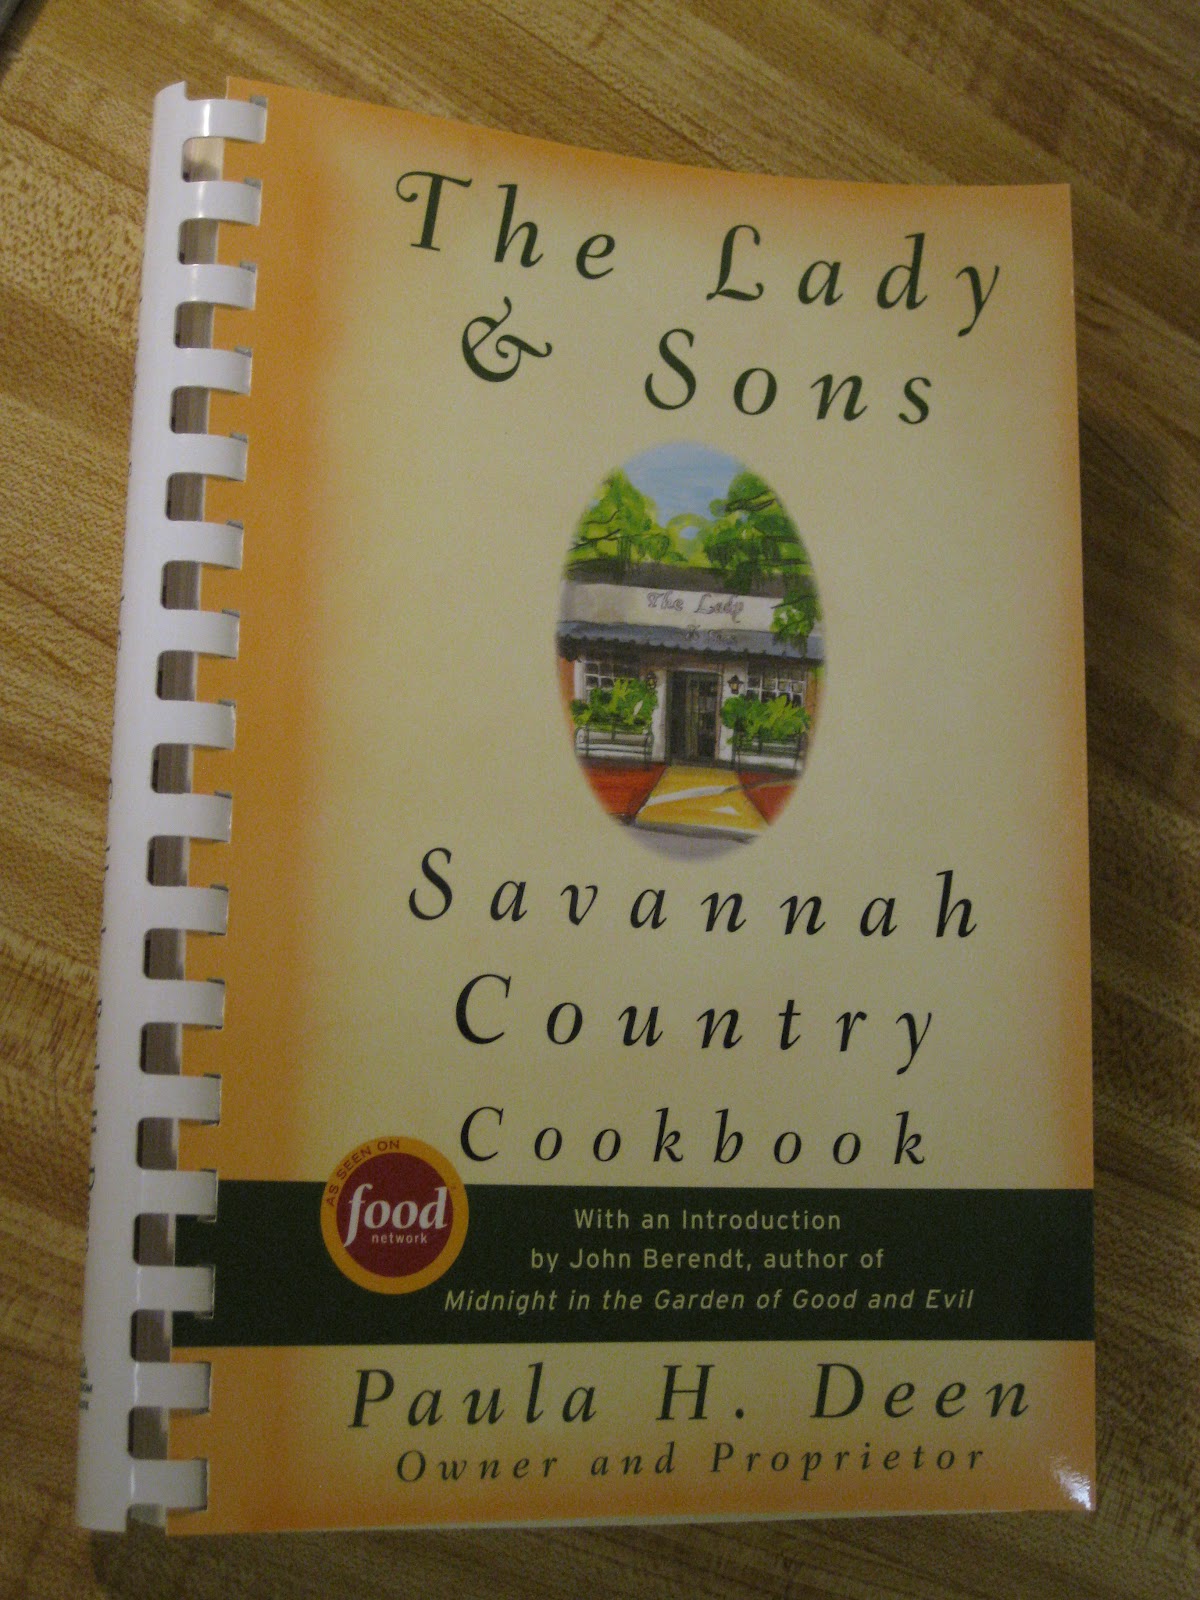 The Lady
& Sons
The Lady
Savannah
Country
Cookbook
AS SEEN ON
food
network
With an Introduction
by John Berendt, author of
Midnight in the Garden of Good and Evil
Paula H. Deen
Owner and Proprietor